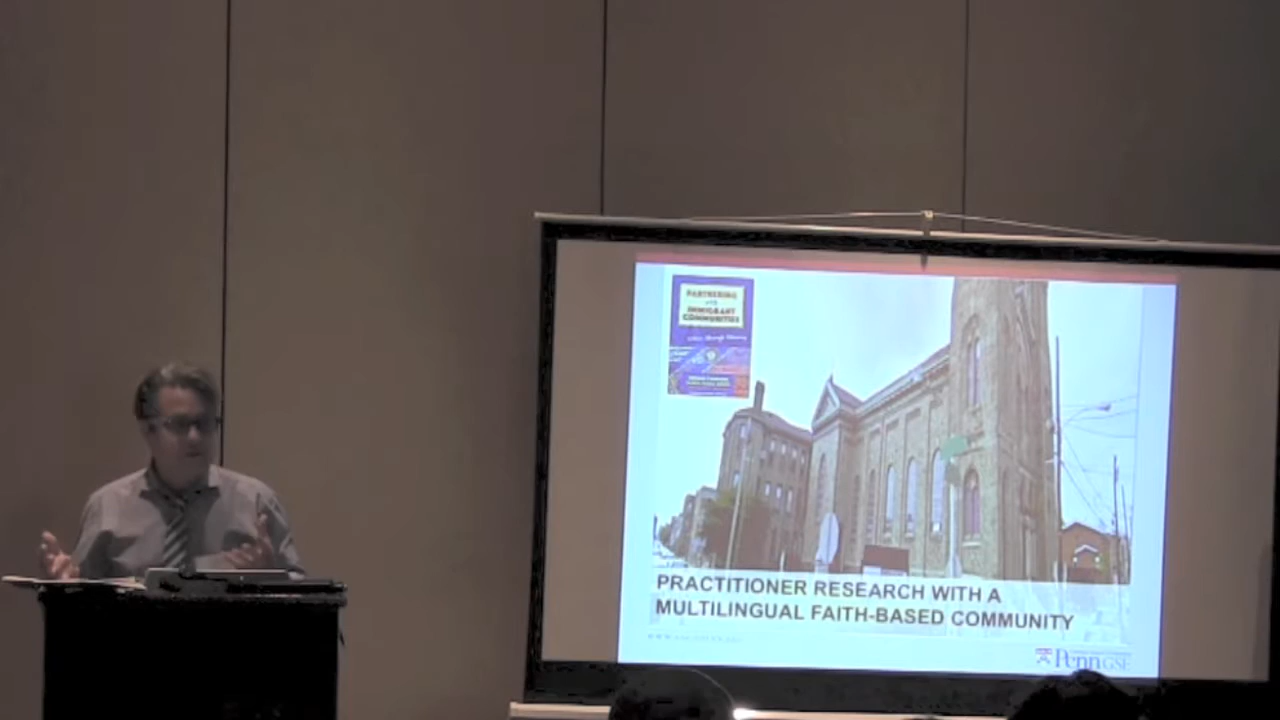 PARTNERING
WITH
IMMIGRANT
COMMUNITIES
PRACTITIONER RESEARCH WITH A
MULTILINGUAL FAITH-BASED COMMUNITY
Penn GSE